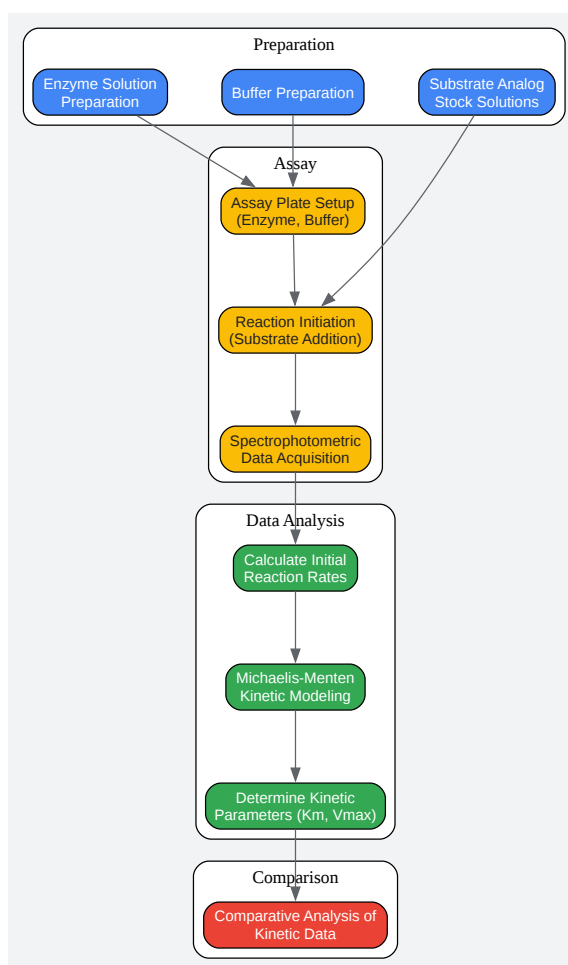 Preparation
Enzyme Solution
Preparation
Buffer Preparation
Substrate Analog
Stock Solutions
Assay
Assay Plate Setup
(Enzyme, Buffer)
Reaction Initiation
(Substrate Addition)
Spectrophotometric
Data Acquisition
Data Analysis
Calculate Initial
Reaction Rates
Michaelis-Menten
Kinetic Modeling
Determine Kinetic
Parameters (Km, Vmax)
Comparison
Comparative Analysis of
Kinetic Data